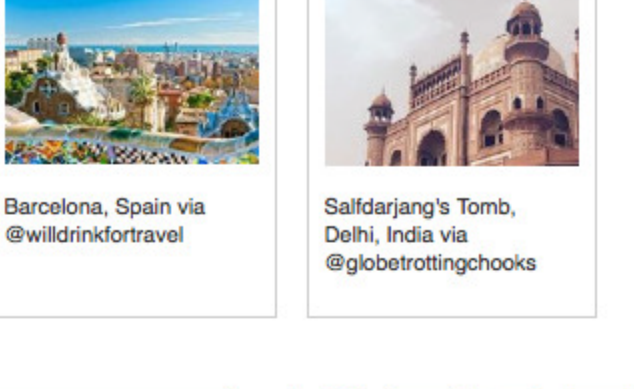 Barcelona, Spain via
@willdrinkfortravel
Salfdarjang's Tomb,
Delhi, India via
@globetrottingchooks